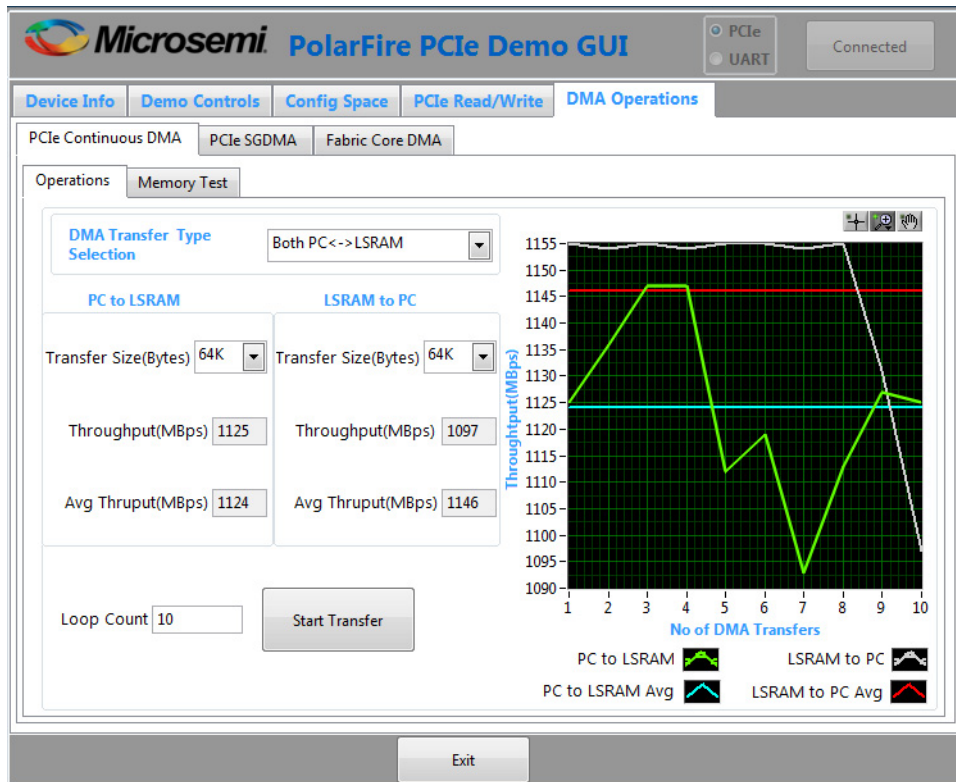 Microsemi. PolarFire PCIe Demo GUI
PCIe
UART
Connected
Device Info Demo Controls Config Space PCIe Read/Write DMA Operations
PCIe Continuous DMA PCIe SGDMA Fabric Core DMA
Operations Memory Test
DMA Transfer Type
Selection
Both PC<->LSRAM
PC to LSRAM LSRAM to PC
Transfer Size(Bytes) 64K Transfer Size(Bytes) 64K
Throughput(MBps) 1125 Throughput(MBps) 1097
Avg Thruput(MBps) 1124 Avg Thruput(MBps) 1146
Loop Count 10
Start Transfer
Throughtput(MBps)
1155
1150
1145
1140
1135
1130
1125
1120
1115
1110
1105
1100
1095
1090
1 2 3 4 5 6 7 8 9 10
No of DMA Transfers
PC to LSRAM LSRAM to PC
PC to LSRAM Avg LSRAM to PC Avg
Exit